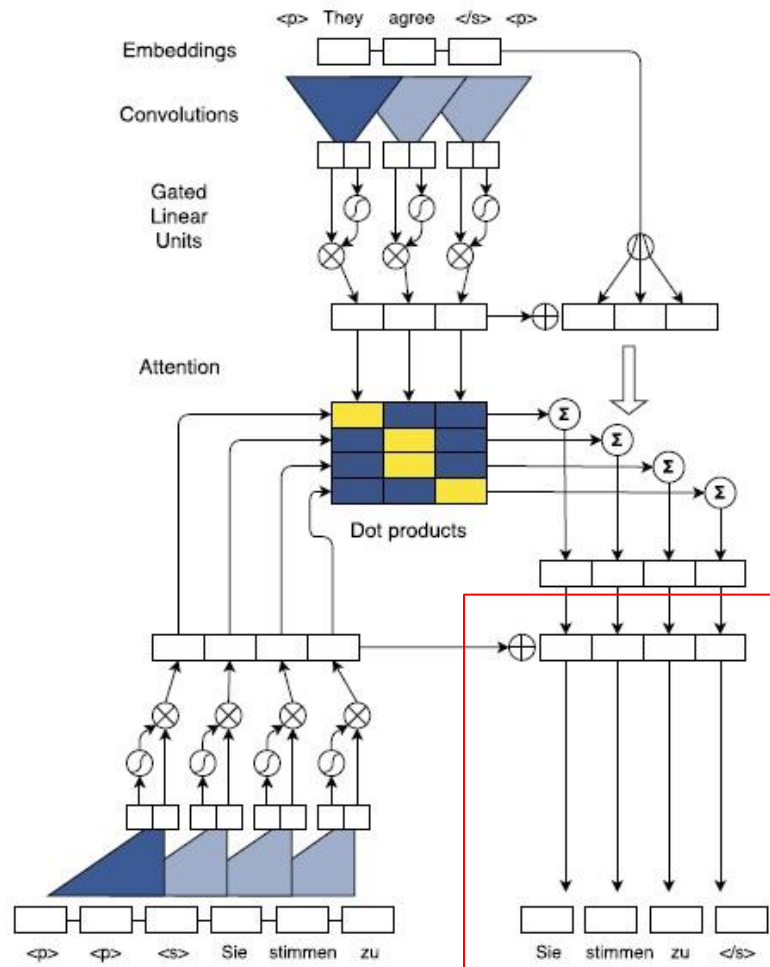 <p> They agree </s> <p>
Embeddings
Convolutions
Gated
Linear
Units
Attention
Σ
Σ
Σ
Σ
Dot products
<p> <p> <s> Sie stimmen zu
Sie stimmen zu </s>